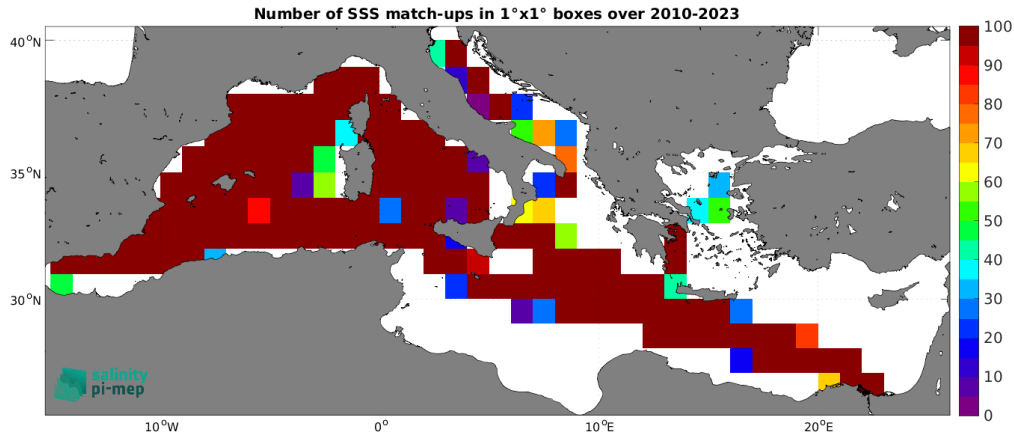 Number of SSS match-ups in 1°x1° boxes over 2010-2023
40°N
35°N
30°N
10°W
0°
10°E
20°E
100
90
80
70
60
50
40
30
20
10
0
salinity
pi-mep